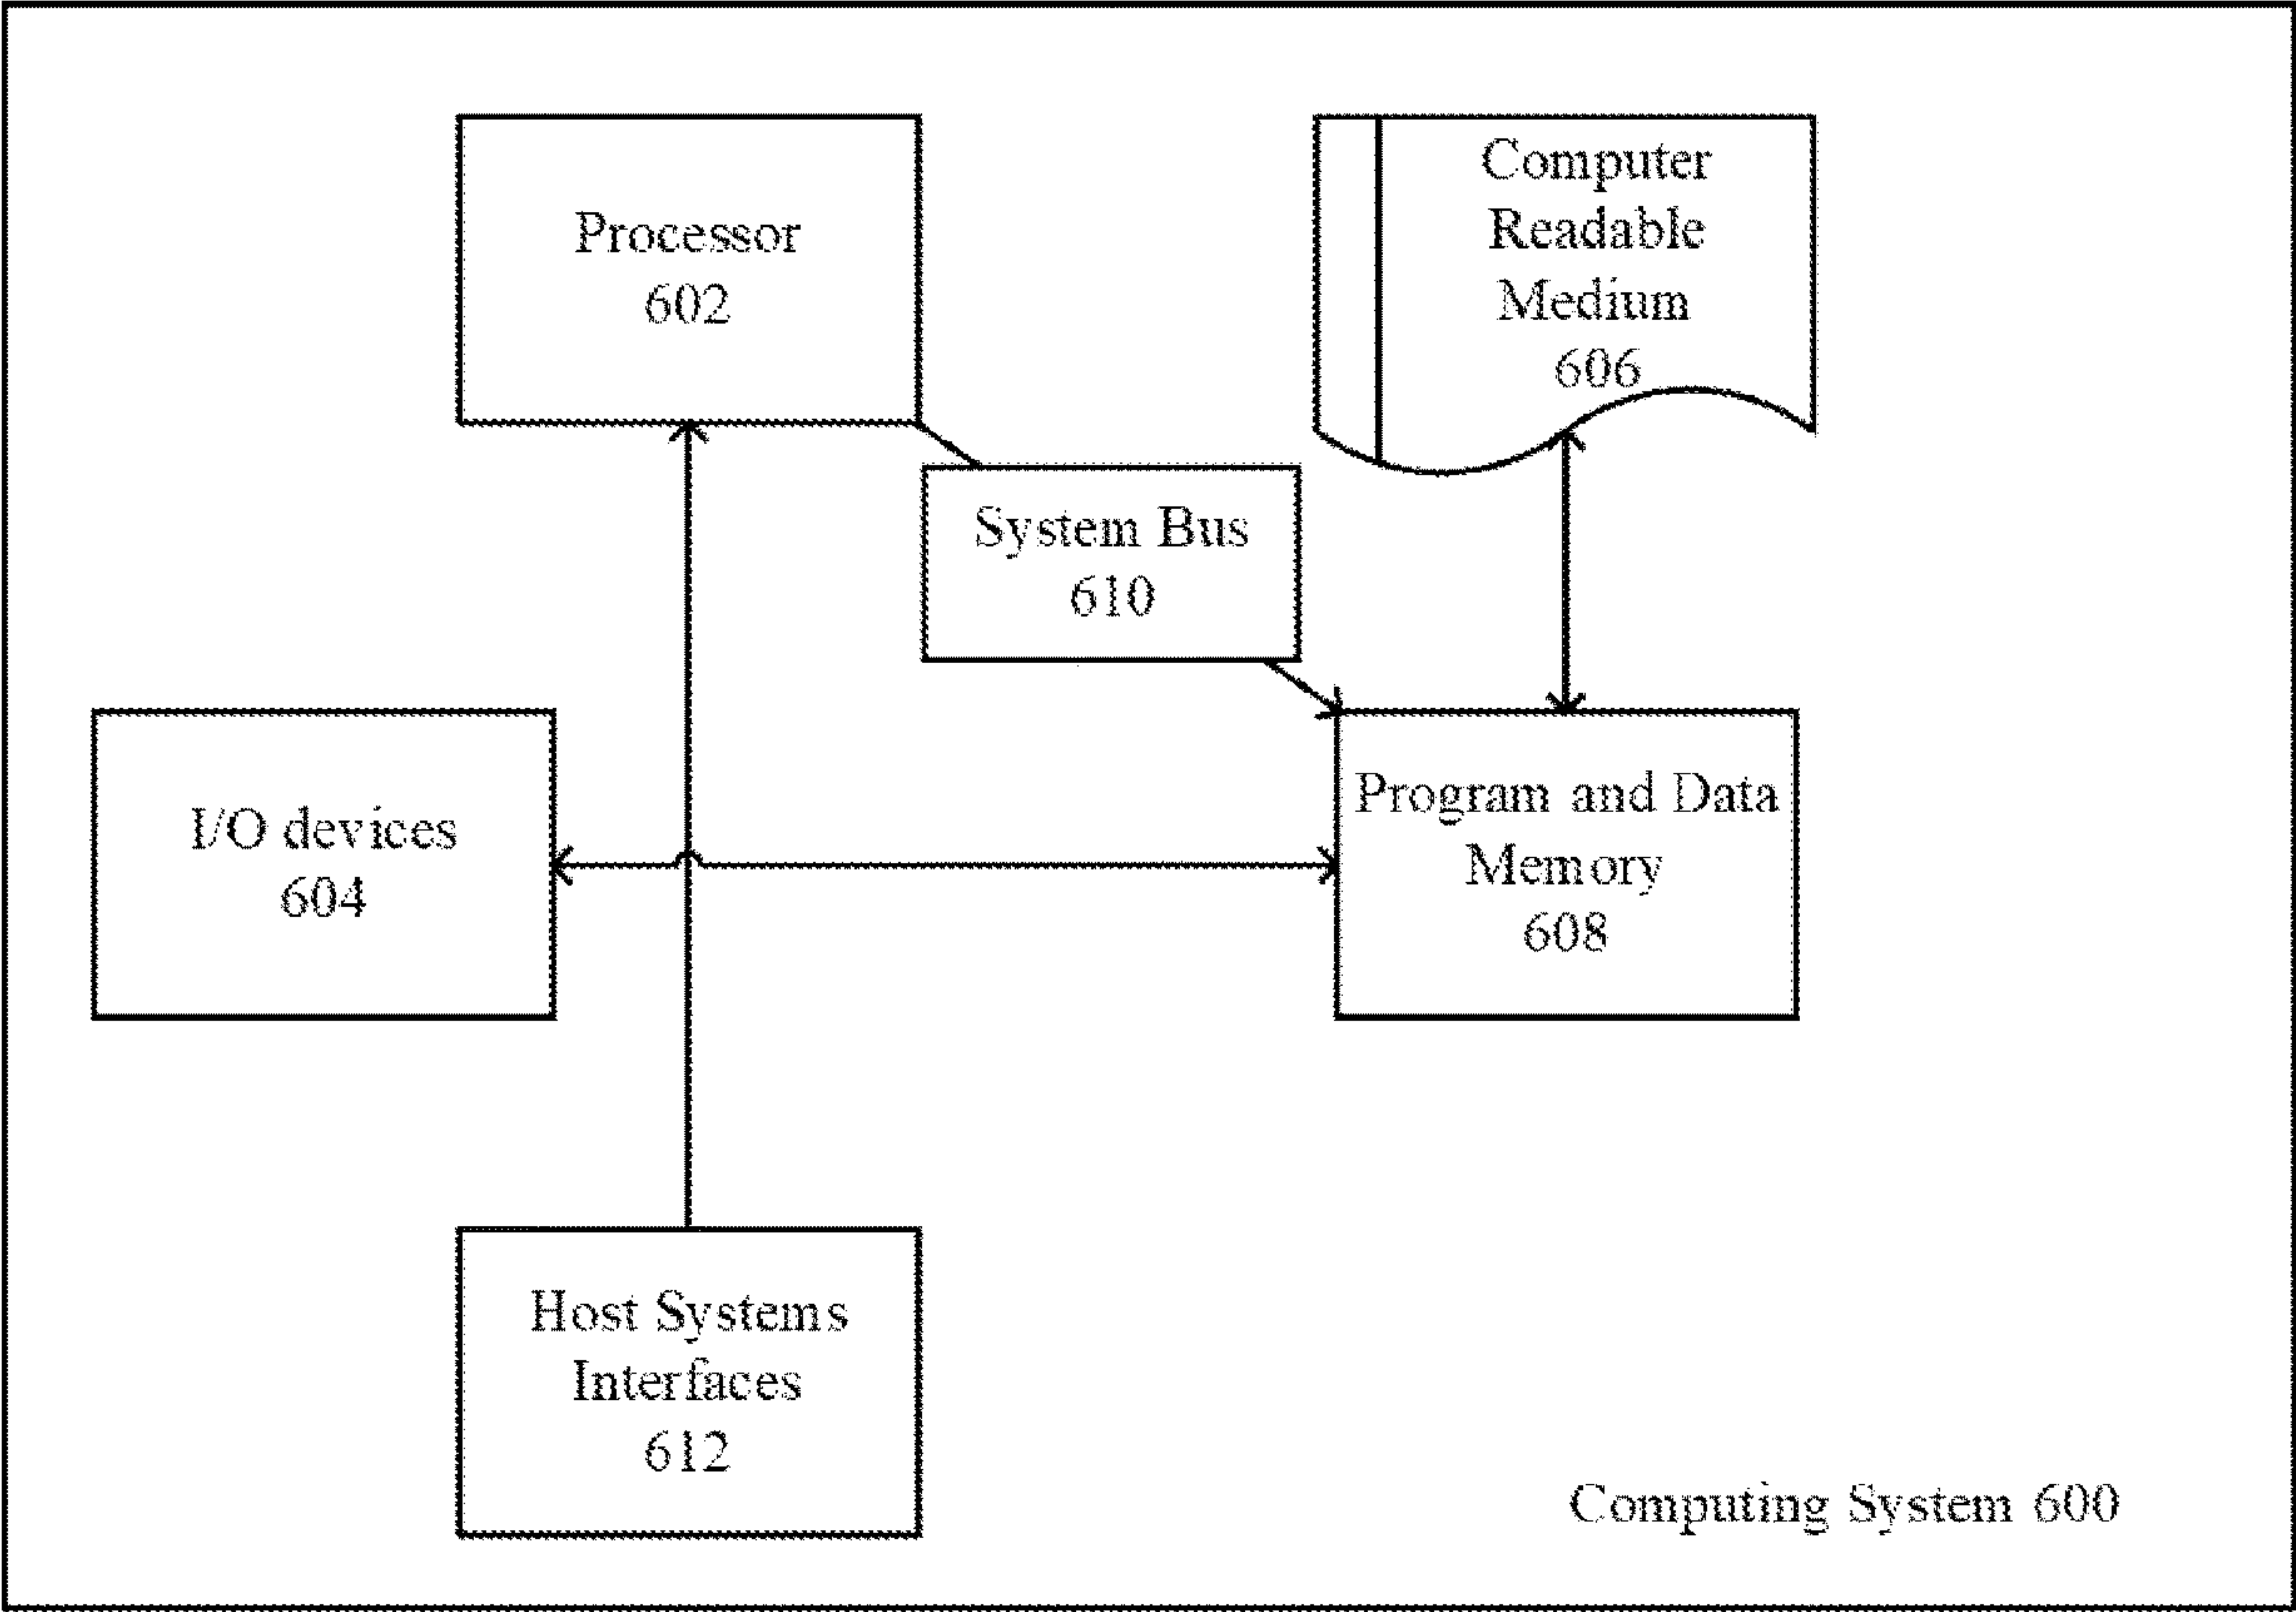 Processor
602
Computer
Readable
Medium
606
System Bus
610
I/O devices
604
Program and Data
Memory
608
Host Systems
Interfaces
612
Computing System 600